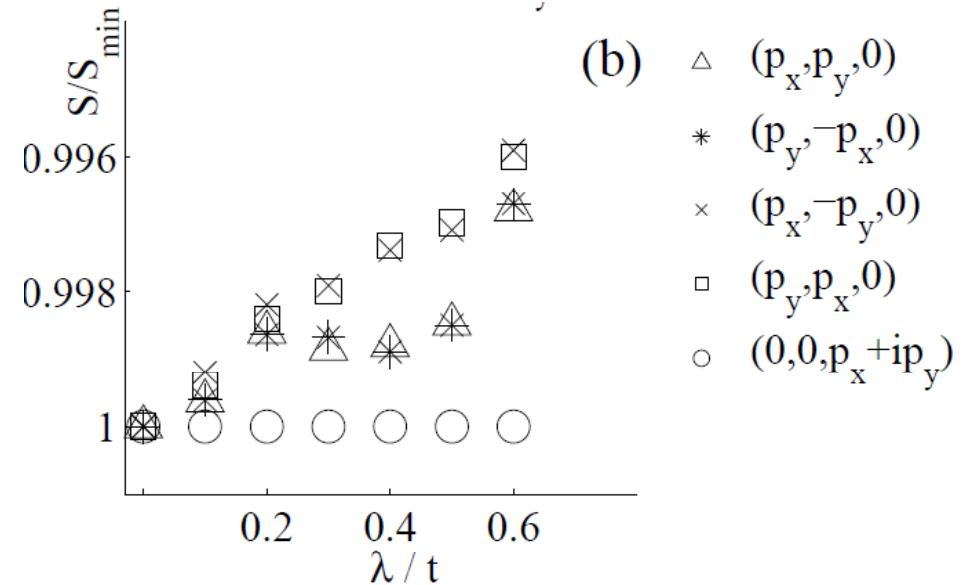 y
S/S_min
(b)
0.996
0.998
1
0.2 0.4 0.6
λ / t
(p_x,p_y,0)
(p_y,−p_x,0)
(p_x,−p_y,0)
(p_y,p_x,0)
(0,0,p_x+ip_y)